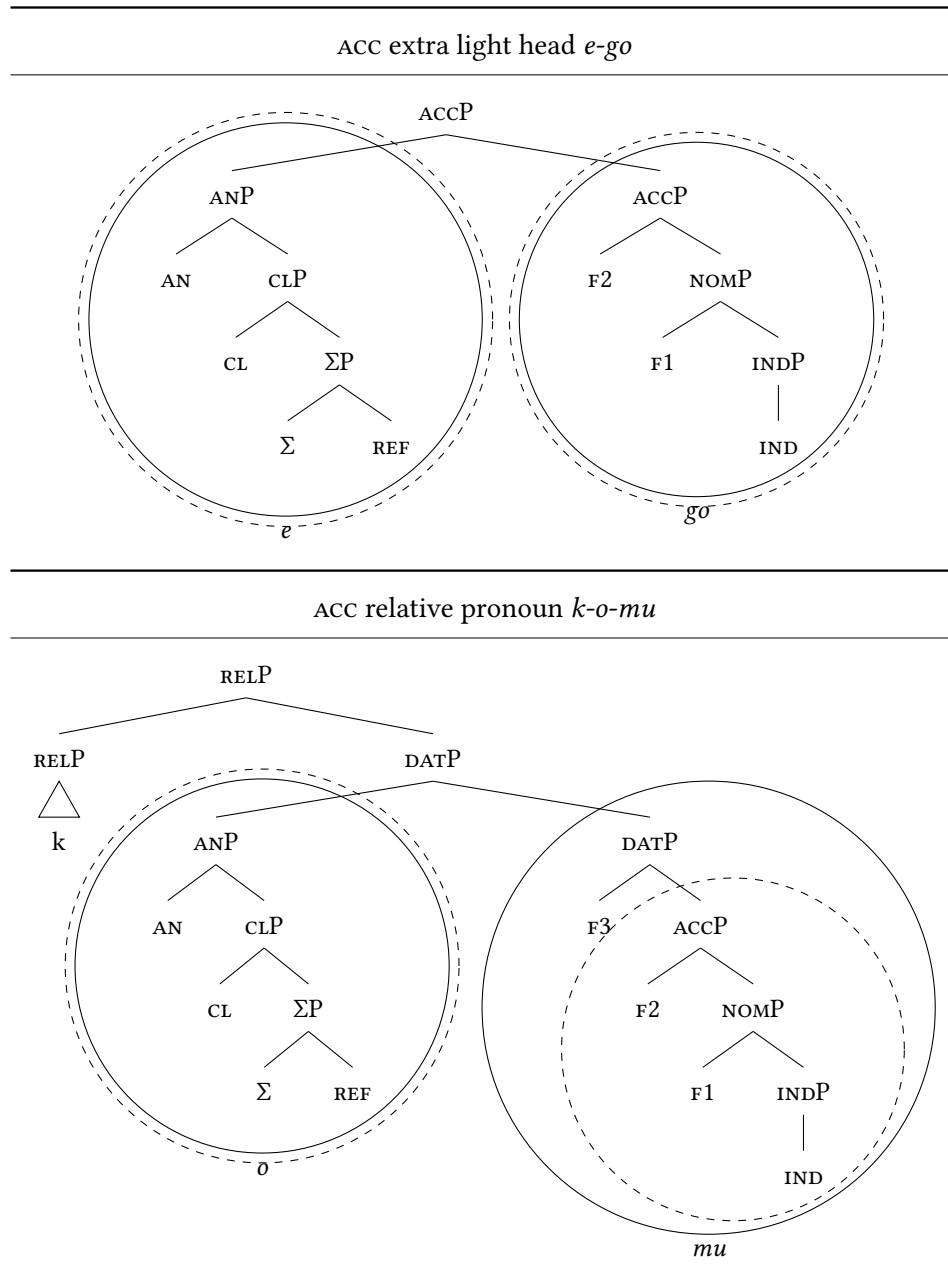 ACC extra light head e-go
ACCP
ANP ACCP
AN CLP F2 NOMP
CL ΣP F1 INDP
Σ REF IND
e go
ACC relative pronoun k-o-mu
RELP
RELP DATP
k ANP DATP
AN CLP F3 ACCP
CL ΣP F2 NOMP
Σ REF F1 INDP
o IND
mu